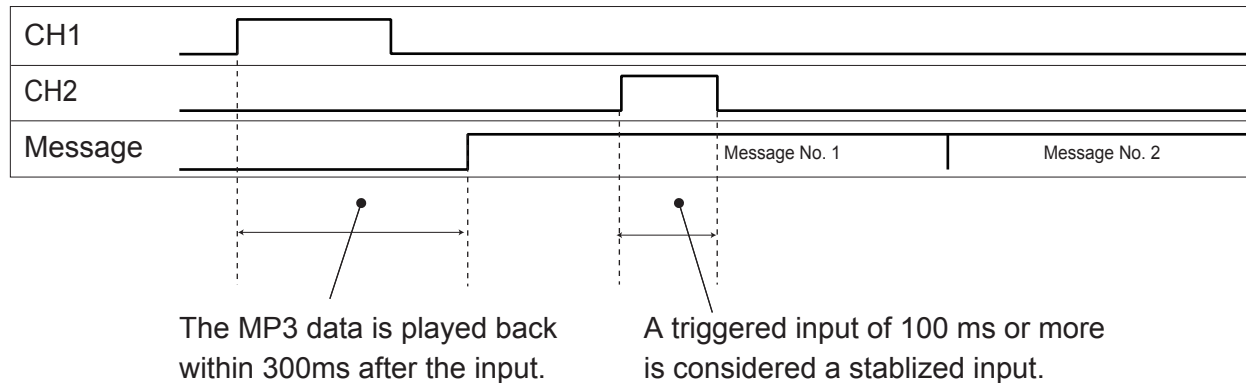 CH1
CH2
Message
Message No. 1
Message No. 2
The MP3 data is played back
within 300ms after the input.
A triggered input of 100 ms or more
is considered a stablized input.